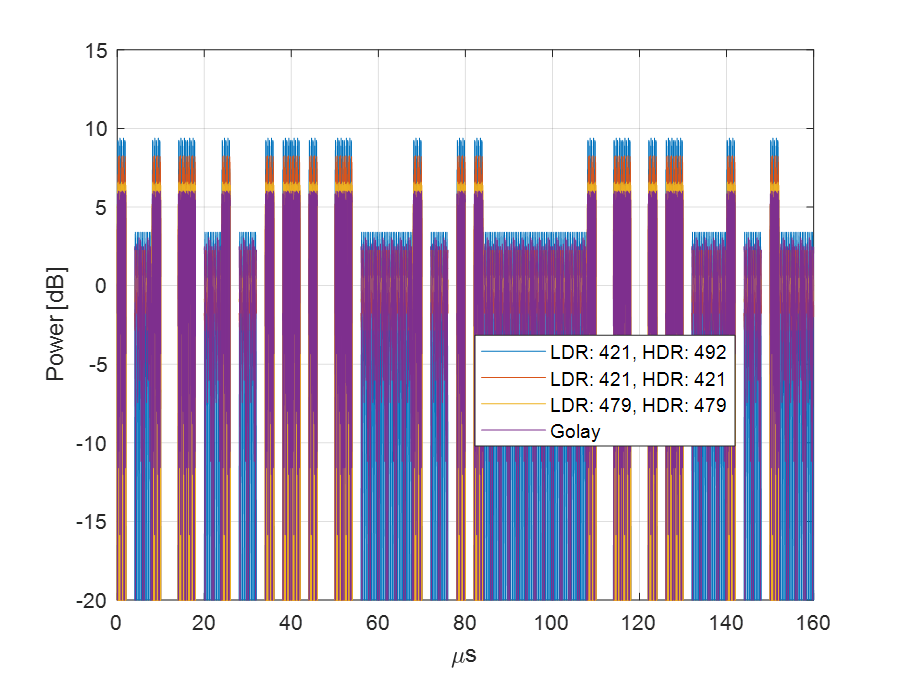 15
10
5
0
-5
-10
-15
-20
Power [dB]
LDR: 421, HDR: 492
LDR: 421, HDR: 421
LDR: 479, HDR: 479
Golay
0 20 40 60 80 100 120 140 160
μs